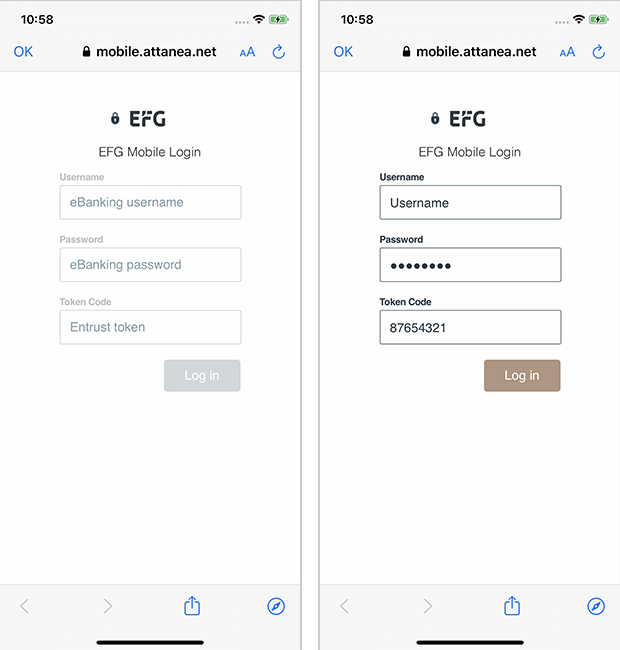 10:58
OK mobile.attanea.net AA
EFG
EFG Mobile Login
Username
eBanking username
Password
eBanking password
Token Code
Entrust token
Log in
10:58
OK mobile.attanea.net AA
EFG
EFG Mobile Login
Username
Username
Password
●●●●●●●●
Token Code
87654321
Log in